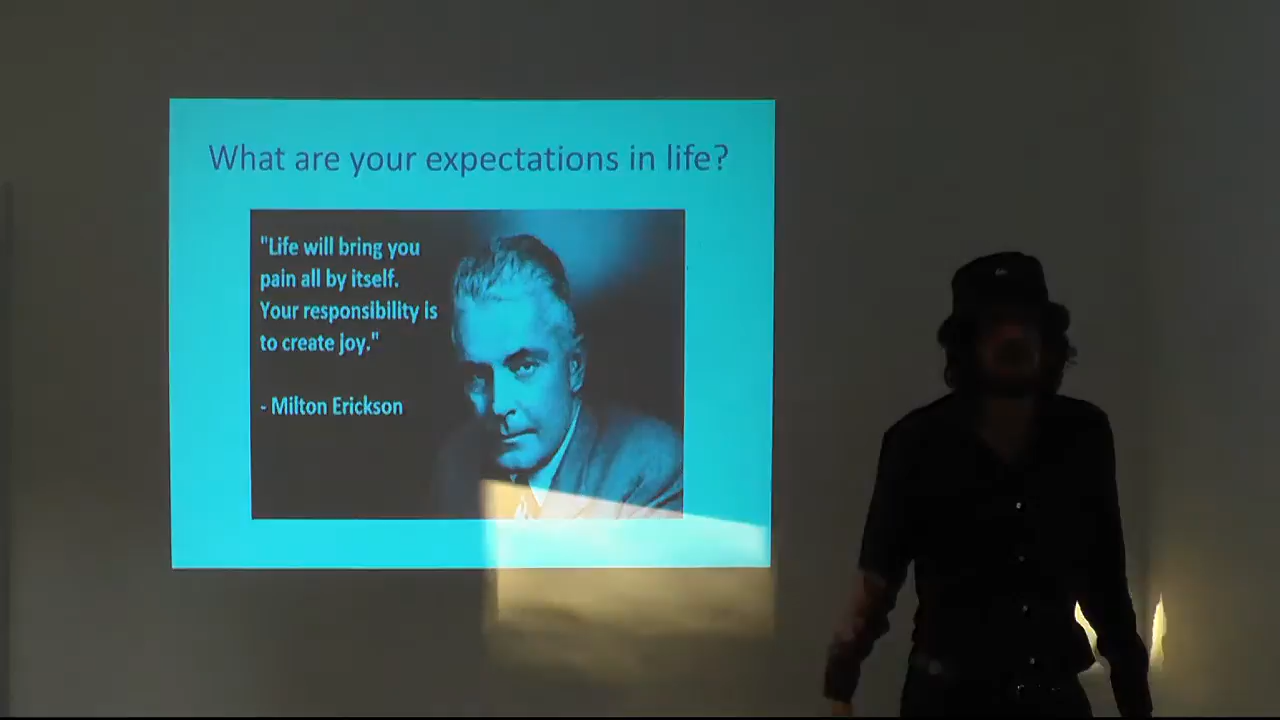 What are your expectations in life?
"Life will bring you
pain all by itself.
Your responsibility is
to create joy."
- Milton Erickson